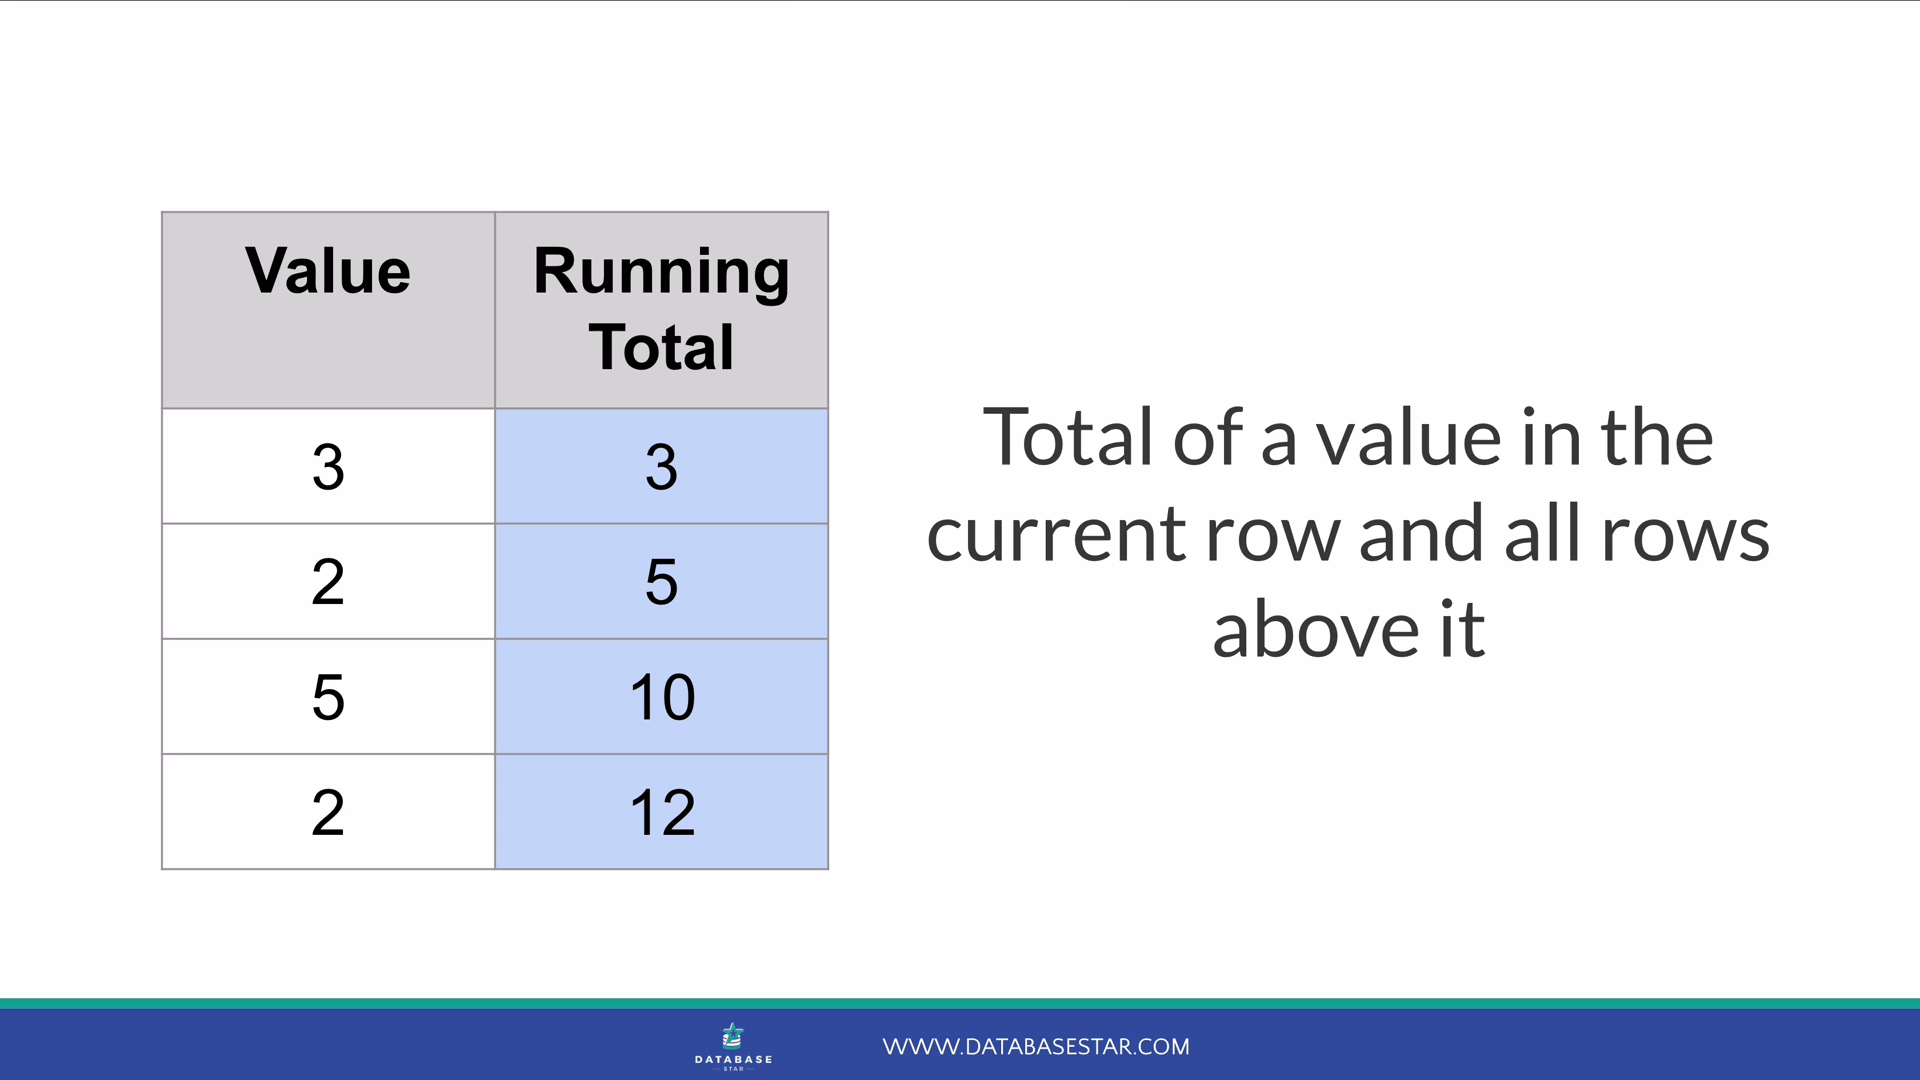 Value Running
Total
3 3
2 5
5 10
2 12
Total of a value in the
current row and all rows
above it
DATABASE
STAR
WWW.DATABASESTAR.COM